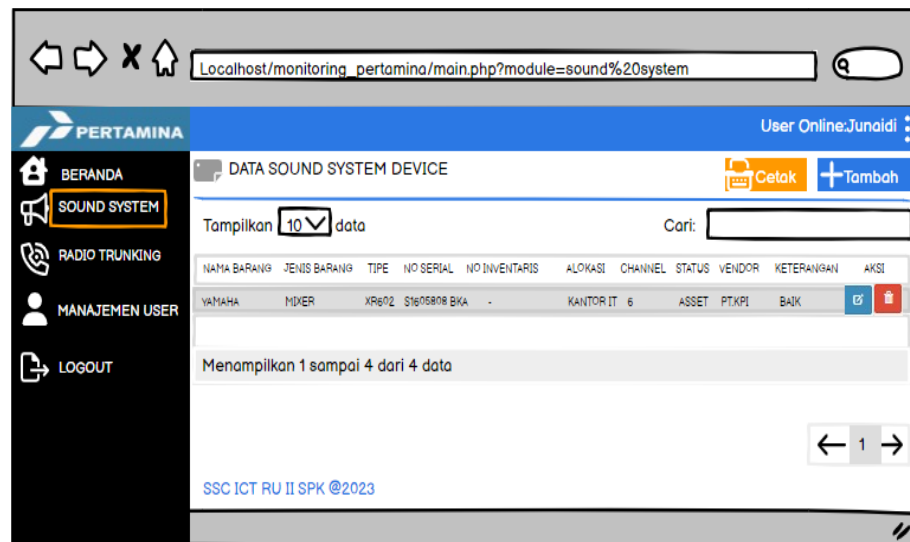 Localhost/monitoring_pertamina/main.php?module=sound%20system
PERTAMINA
User Online:Junaidi
BERANDA
SOUND SYSTEM
RADIO TRUNKING
MANAJEMEN USER
LOGOUT
DATA SOUND SYSTEM DEVICE
Cetak
Tambah
Tampilkan 10 data
Cari:
NAMA BARANG JENIS BARANG TIPE NO SERIAL NO INVENTARIS ALOKASI CHANNEL STATUS VENDOR KETERANGAN AKSI
YAMAHA MIXER XR602 S1605808 BKA - KANTOR IT 6 ASSET PT.KPI BAIK
Menampilkan 1 sampai 4 dari 4 data
1
SSC ICT RU II SPK @2023